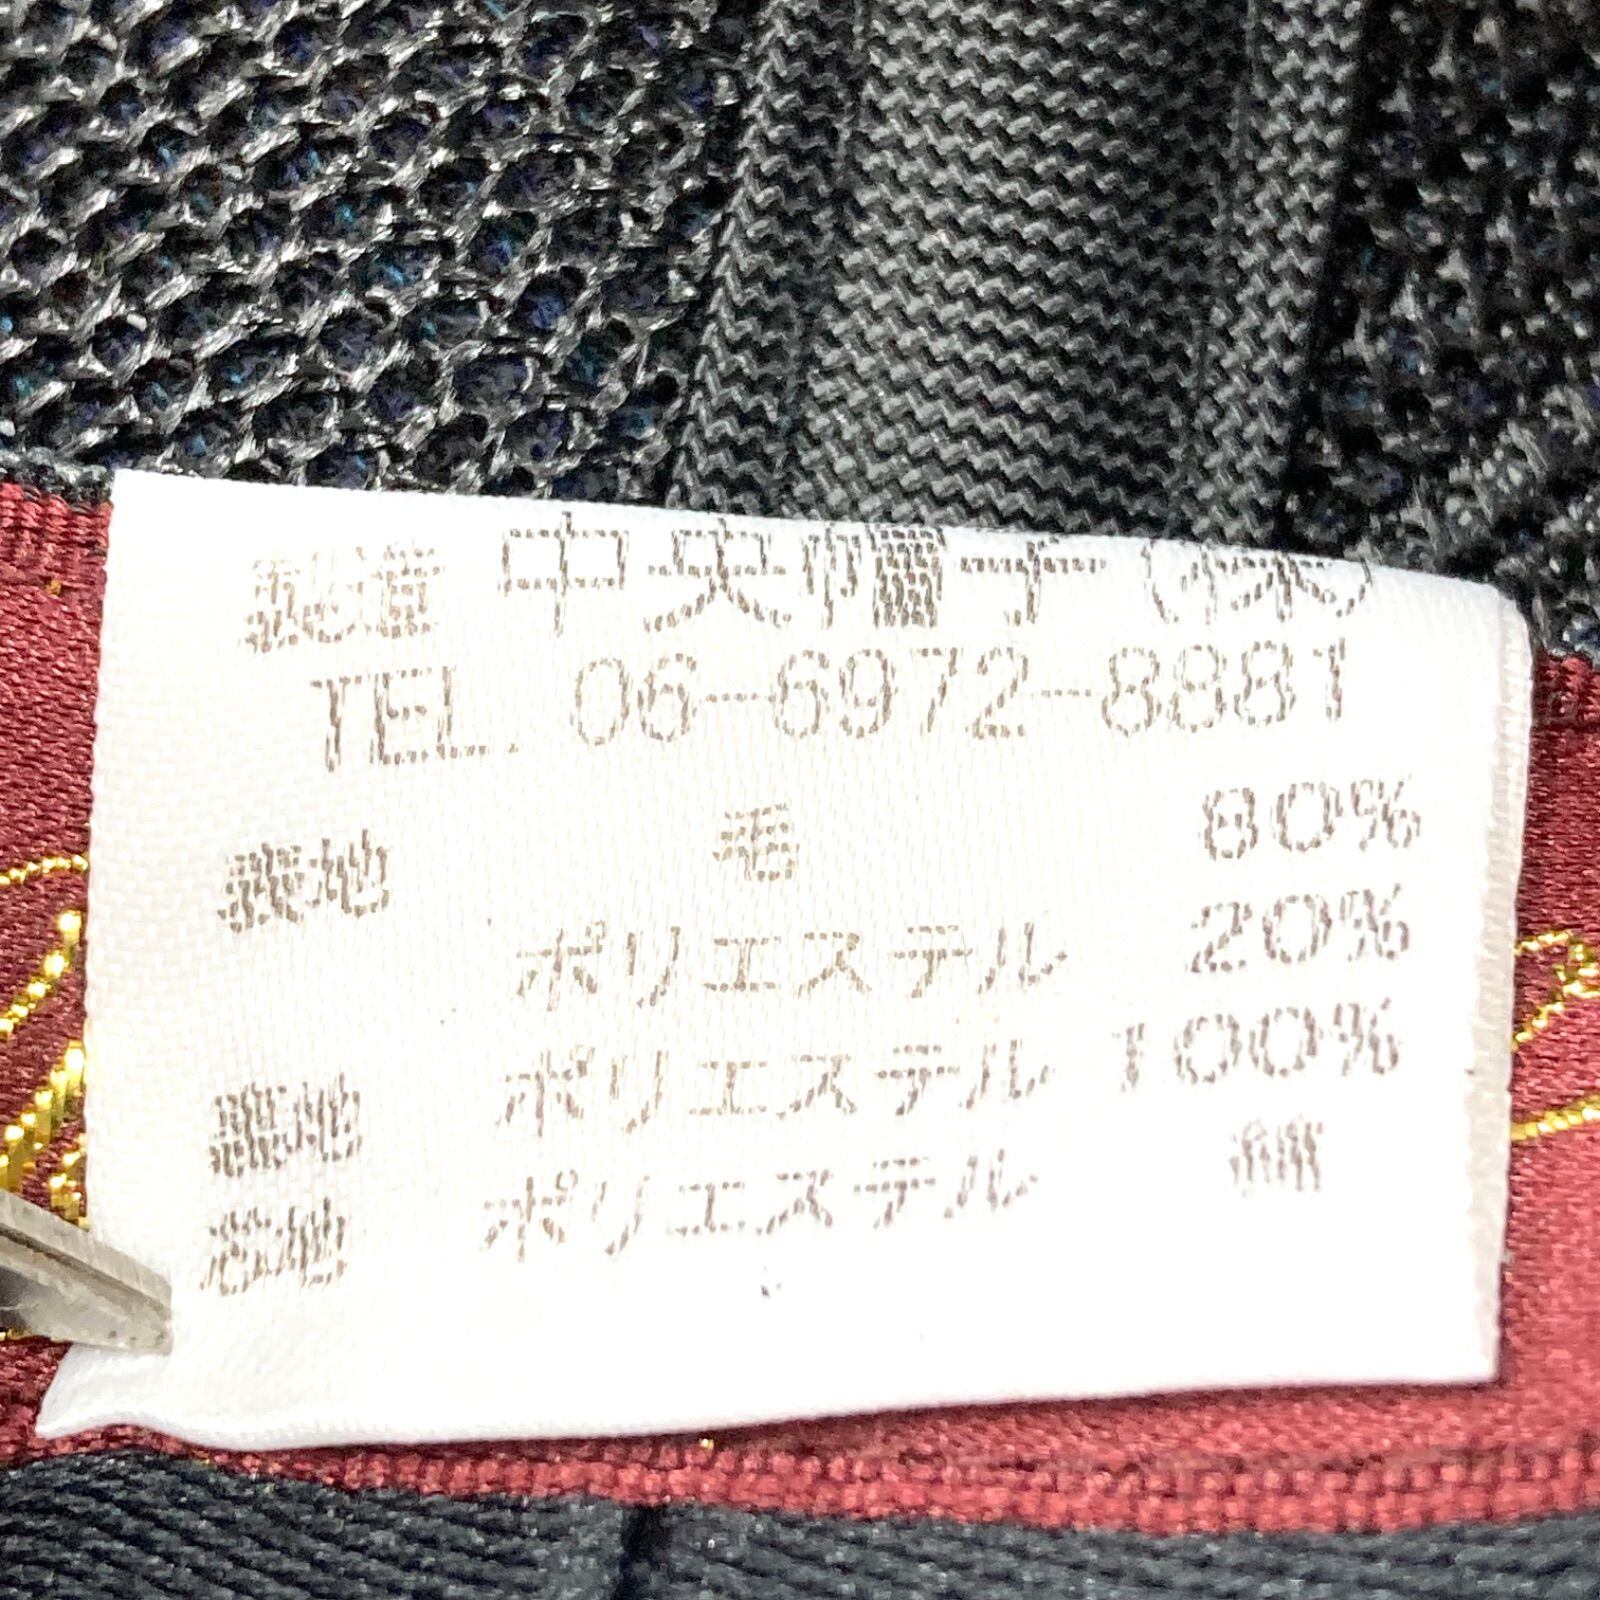 製造 中央帽子(株)
TEL. 06-6972-8881
表地 毛 80%
ポリエステル 20%
裏地 ポリエステル 100%
芯地 ポリエステル 綿